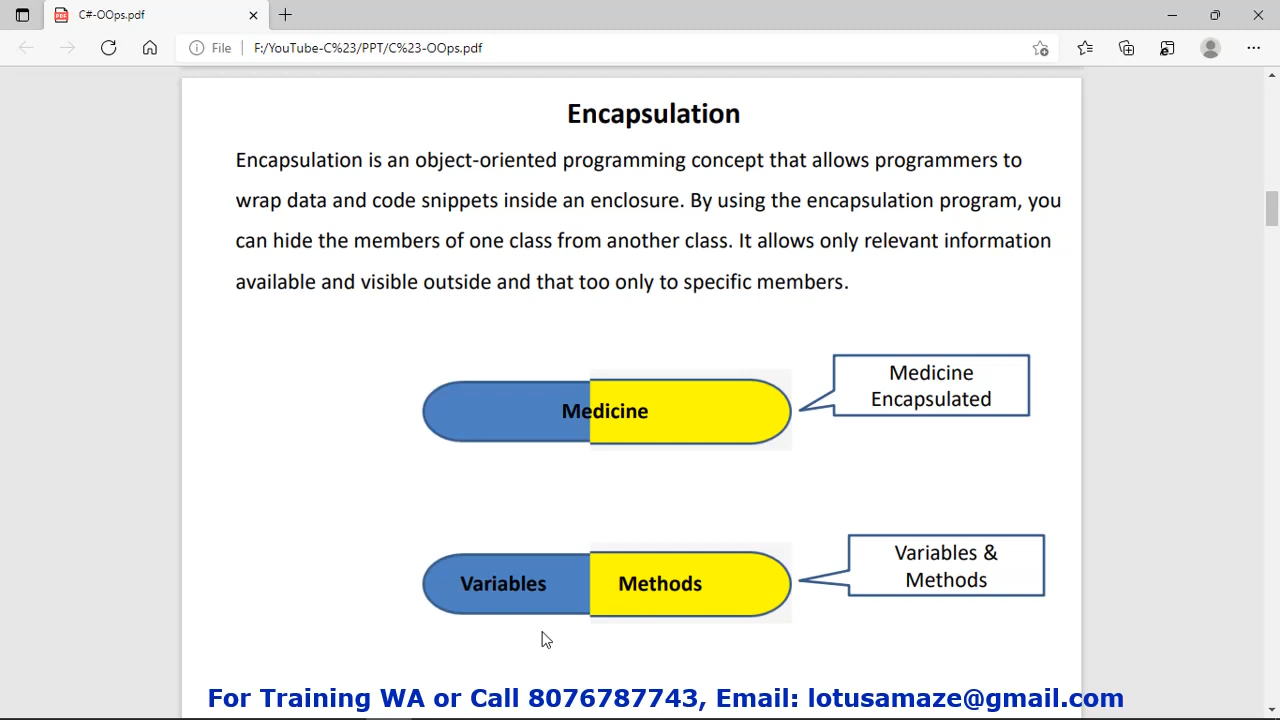 C#-OOps.pdf
File
F:/YouTube-C%23/PPT/C%23-OOps.pdf
Encapsulation
Encapsulation is an object-oriented programming concept that allows programmers to
wrap data and code snippets inside an enclosure. By using the encapsulation program, you
can hide the members of one class from another class. It allows only relevant information
available and visible outside and that too only to specific members.
Medicine
Medicine
Encapsulated
Variables
Methods
Variables &
Methods
For Training WA or Call 8076787743, Email: lotusamaze@gmail.com